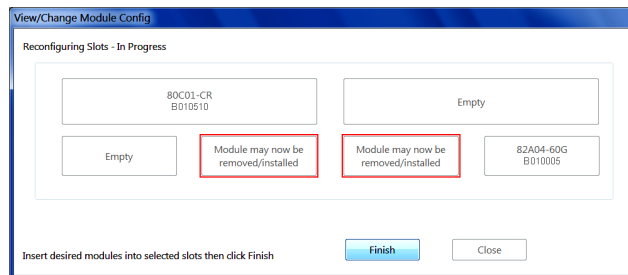 View/Change Module Config
Reconfiguring Slots - In Progress
80C01-CR
B010510
Empty
Empty
Module may now be
removed/installed
Module may now be
removed/installed
82A04-60G
B010005
Insert desired modules into selected slots then click Finish
Finish
Close